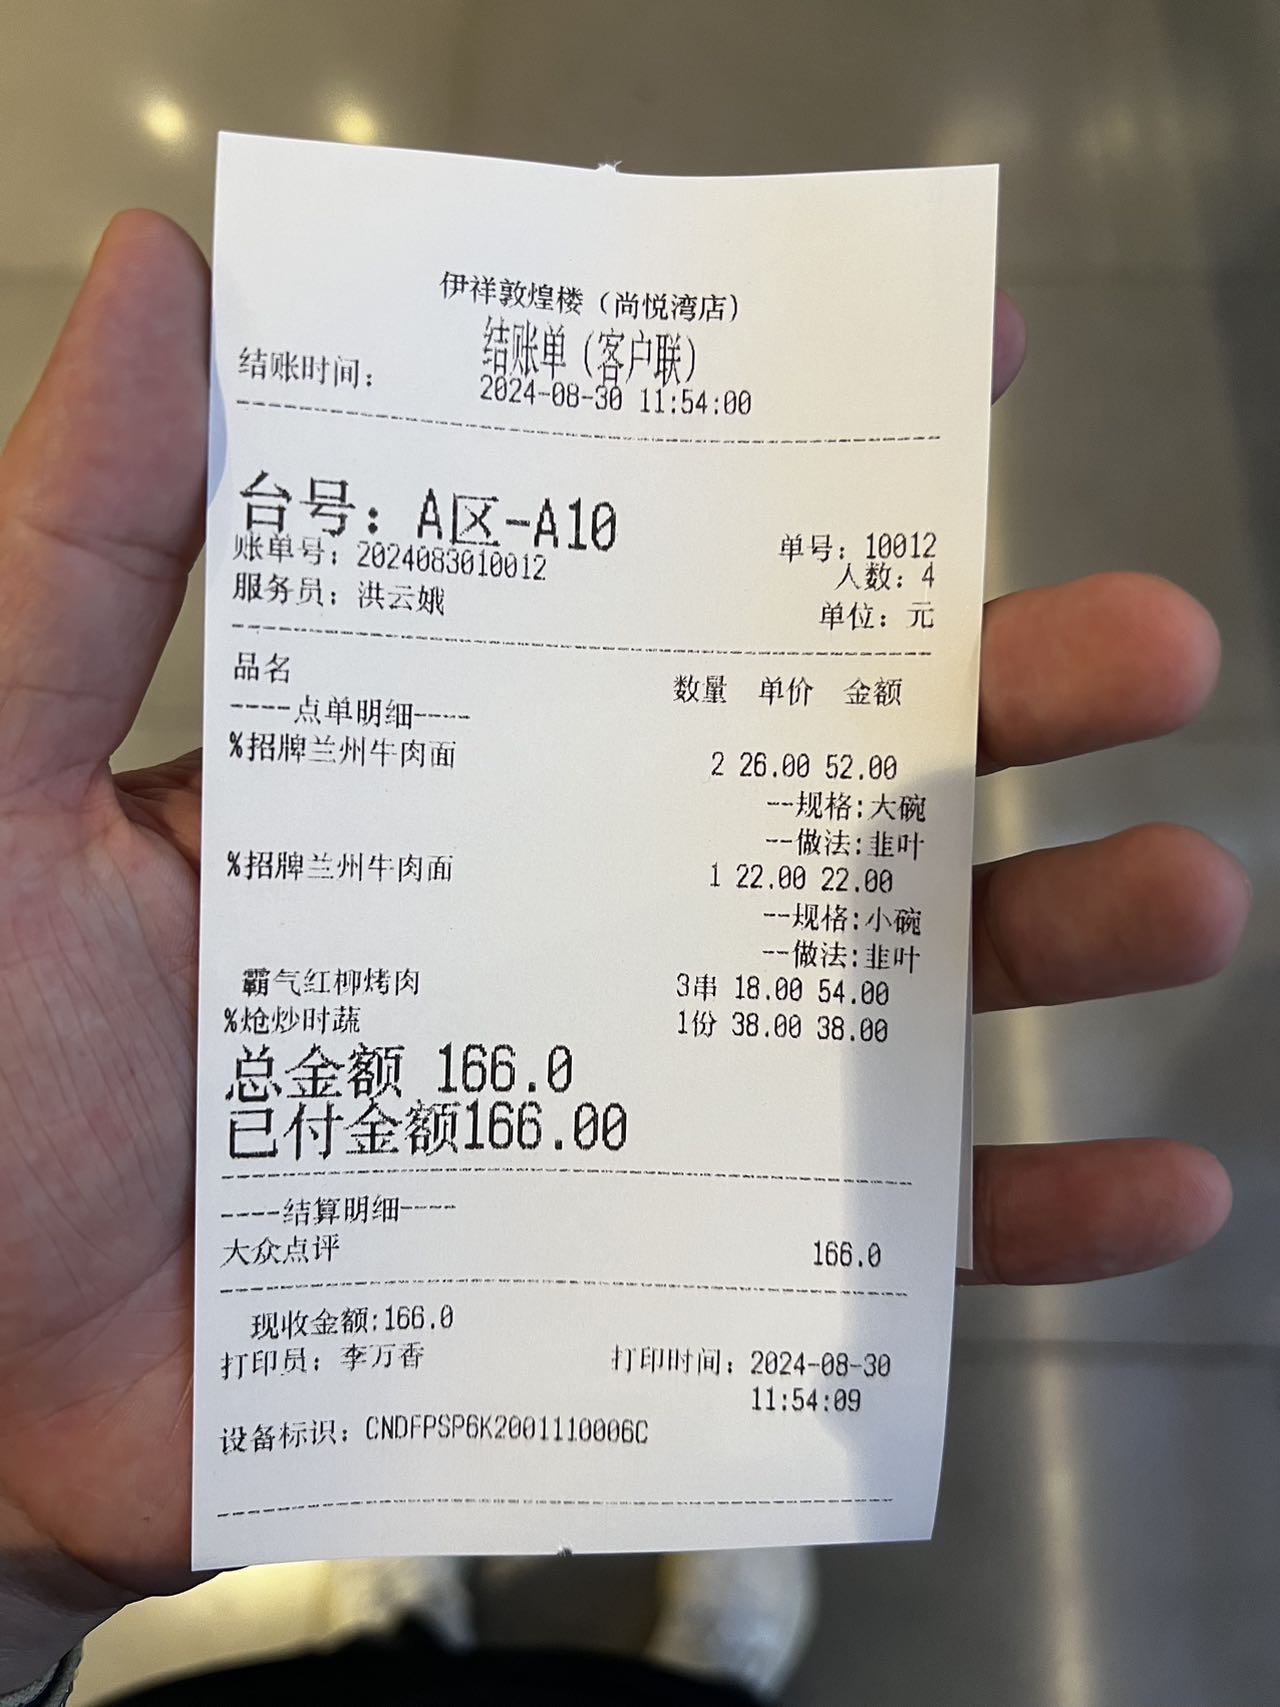 伊祥敦煌楼（尚悦湾店）
结账单（客户联）
结账时间： 2024-08-30 11:54:00
台号：A区-A10
账单号：2024083010012 单号：10012
人数：4
服务员：洪云娥 单位：元
品名 数量 单价 金额
----点单明细----
%招牌兰州牛肉面 2 26.00 52.00
--规格:大碗
--做法:韭叶
%招牌兰州牛肉面 1 22.00 22.00
--规格:小碗
--做法:韭叶
霸气红柳烤肉 3串 18.00 54.00
%炝炒时蔬 1份 38.00 38.00
总金额 166.0
已付金额166.00
----结算明细----
大众点评 166.0
现收金额:166.0
打印员：李万香 打印时间：2024-08-30
11:54:09
设备标识：CNDFPSP6K2001110006C